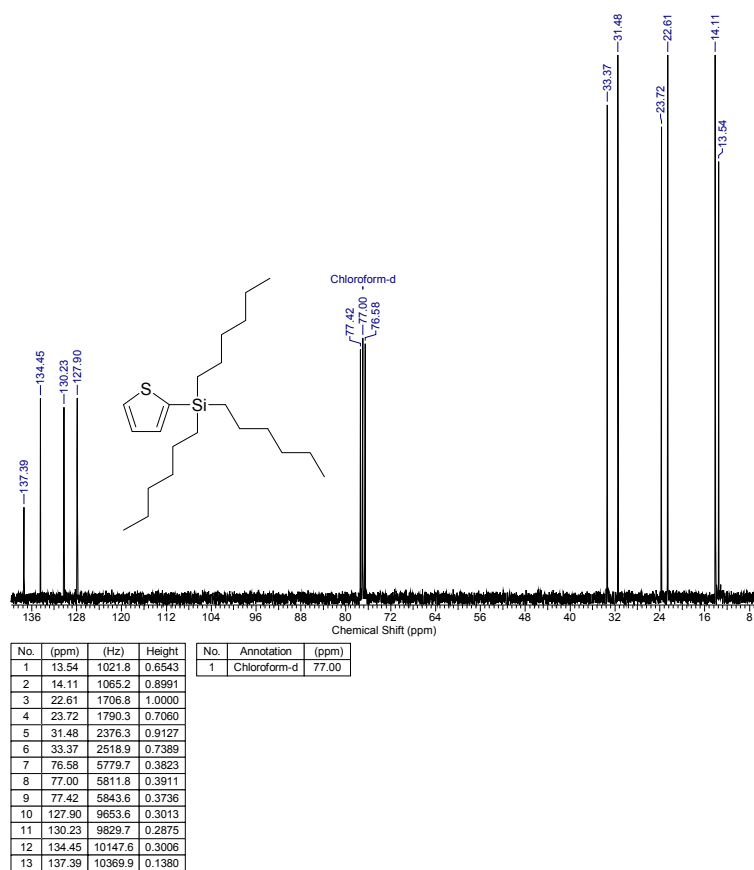 31.48
22.61
14.11
33.37
23.72
13.54
Chloroform-d
77.42
77.00
76.58
134.45
130.23
127.90
137.39
S
Si
136 128 120 112 104 96 88 80 72 64 56 48 40 32 24 16 8
Chemical Shift (ppm)
No. (ppm) (Hz) Height
1 13.54 1021.8 0.6543
2 14.11 1065.2 0.8991
3 22.61 1706.8 1.0000
4 23.72 1790.3 0.7060
5 31.48 2376.3 0.9127
6 33.37 2518.9 0.7389
7 76.58 5779.7 0.3823
8 77.00 5811.8 0.3911
9 77.42 5843.6 0.3736
10 127.90 9653.6 0.3013
11 130.23 9829.7 0.2875
12 134.45 10147.6 0.3006
13 137.39 10369.9 0.1380
No. Annotation (ppm)
1 Chloroform-d 77.00